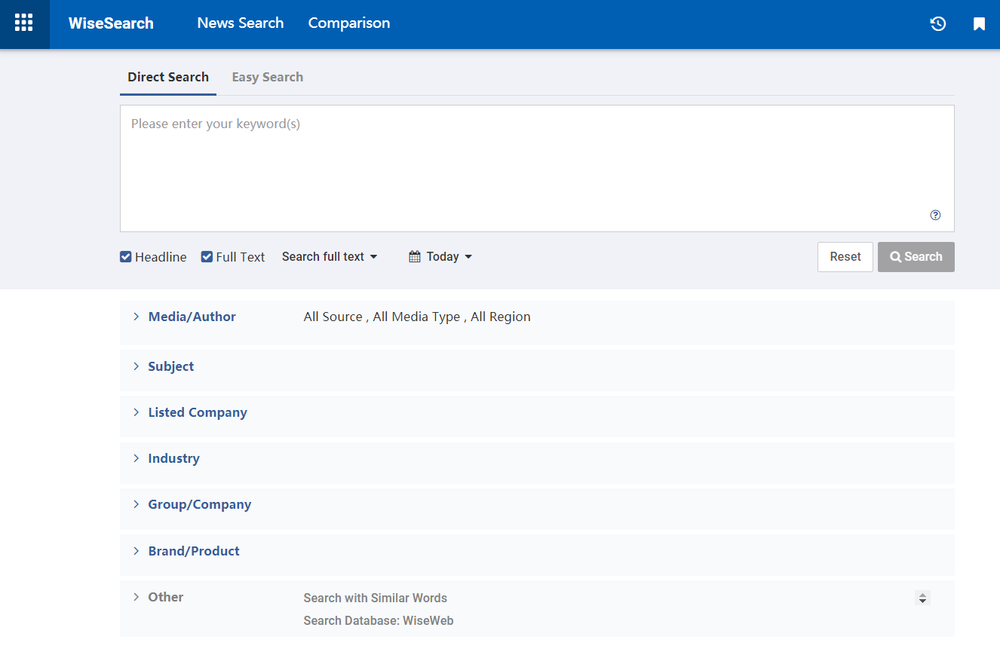 WiseSearch News Search Comparison
Direct Search Easy Search
Please enter your keyword(s)
Headline Full Text Search full text Today Reset Search
Media/Author All Source , All Media Type , All Region
Subject
Listed Company
Industry
Group/Company
Brand/Product
Other Search with Similar Words
Search Database: WiseWeb